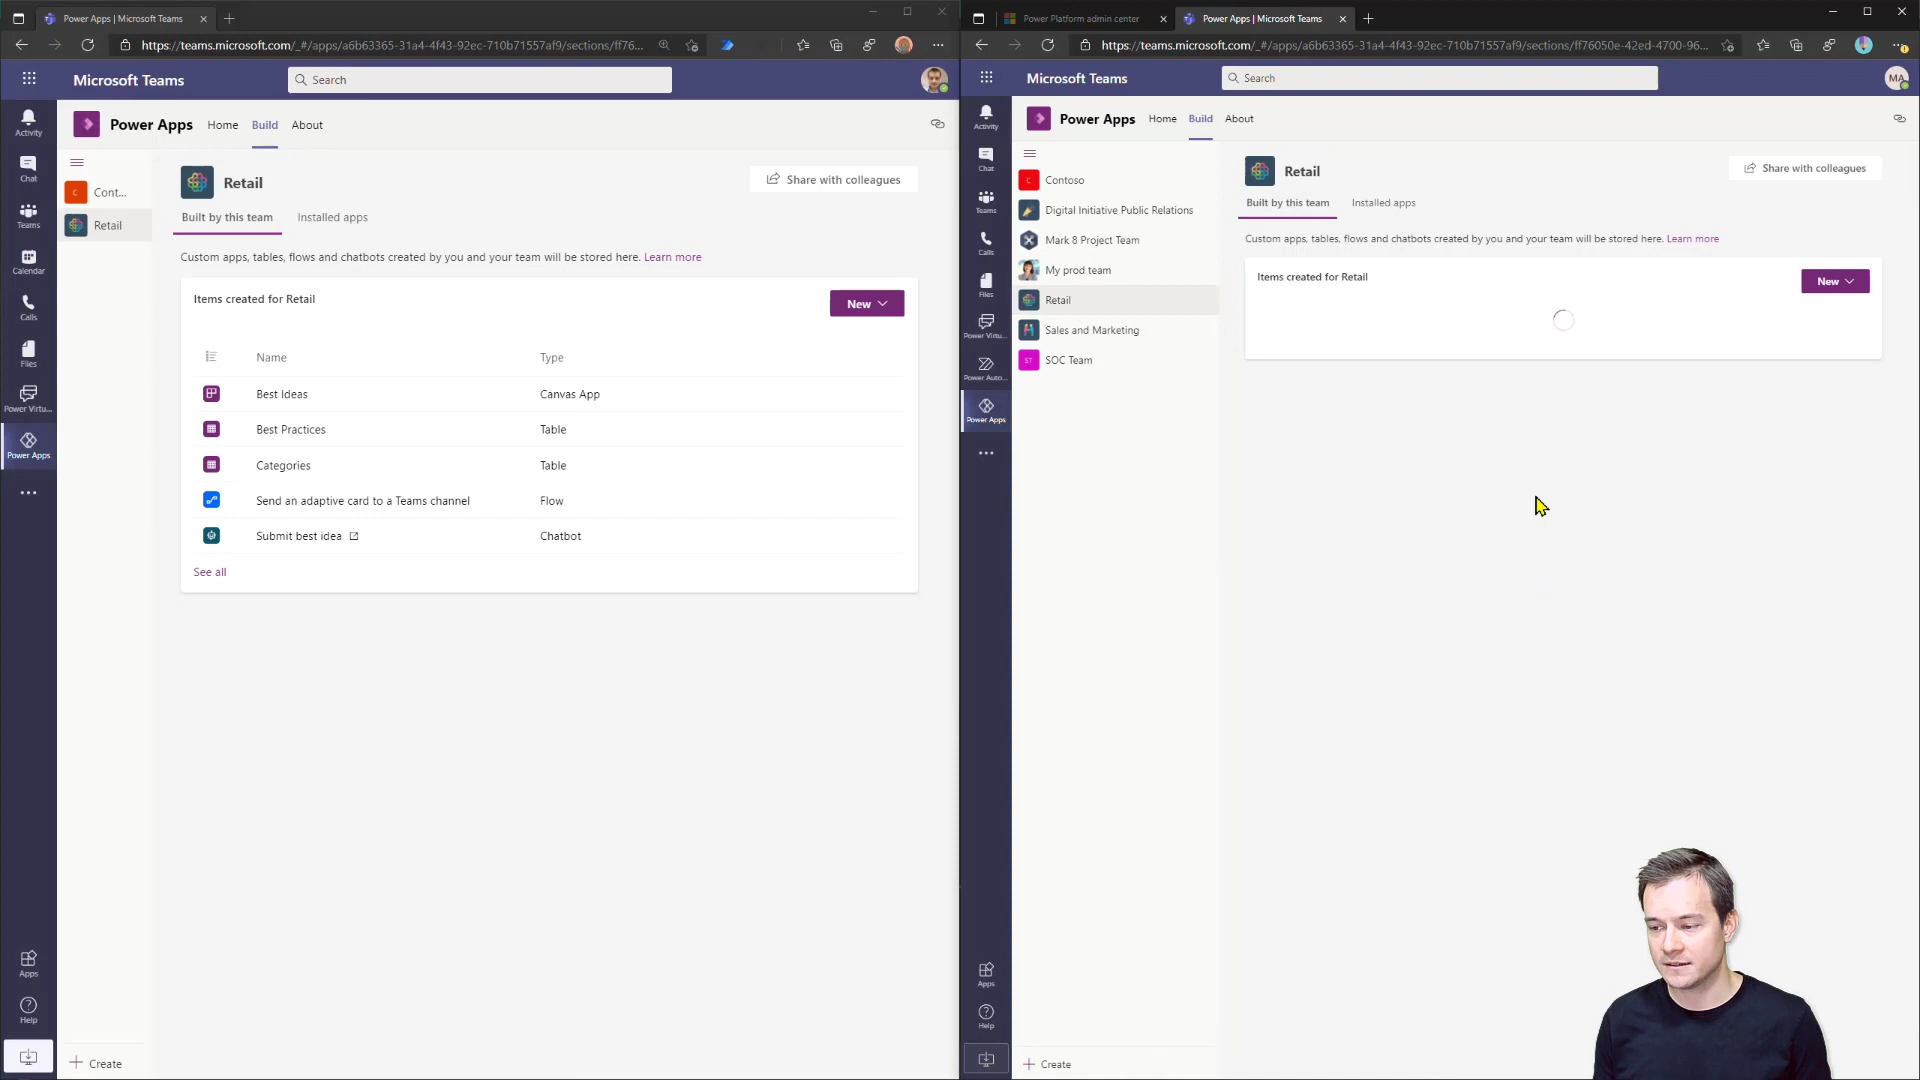 Power Apps | Microsoft Teams
https://teams.microsoft.com/_#/apps/a6b63365-31a4-4f43-92ec-710b71557af9/sections/ff76...
Microsoft Teams
Search
Activity
Chat
Teams
Calendar
Calls
Files
Power Virtu...
Power Apps
Apps
Help
Power Apps
Home
Build
About
C
Cont...
Retail
Create
Retail
Share with colleagues
Built by this team
Installed apps
Custom apps, tables, flows and chatbots created by you and your team will be stored here. Learn more
Items created for Retail
New
Name
Type
Best Ideas
Canvas App
Best Practices
Table
Categories
Table
Send an adaptive card to a Teams channel
Flow
Submit best idea
Chatbot
See all
Power Platform admin center
Power Apps | Microsoft Teams
https://teams.microsoft.com/_#/apps/a6b63365-31a4-4f43-92ec-710b71557af9/sections/ff76050e-42ed-4700-96...
Microsoft Teams
Search
MA
Activity
Chat
Teams
Calls
Files
Power Virtu...
Power Auto...
Power Apps
Apps
Help
Power Apps
Home
Build
About
C
Contoso
Digital Initiative Public Relations
Mark 8 Project Team
My prod team
Retail
Sales and Marketing
ST
SOC Team
Create
Retail
Share with colleagues
Built by this team
Installed apps
Custom apps, tables, flows and chatbots created by you and your team will be stored here. Learn more
Items created for Retail
New